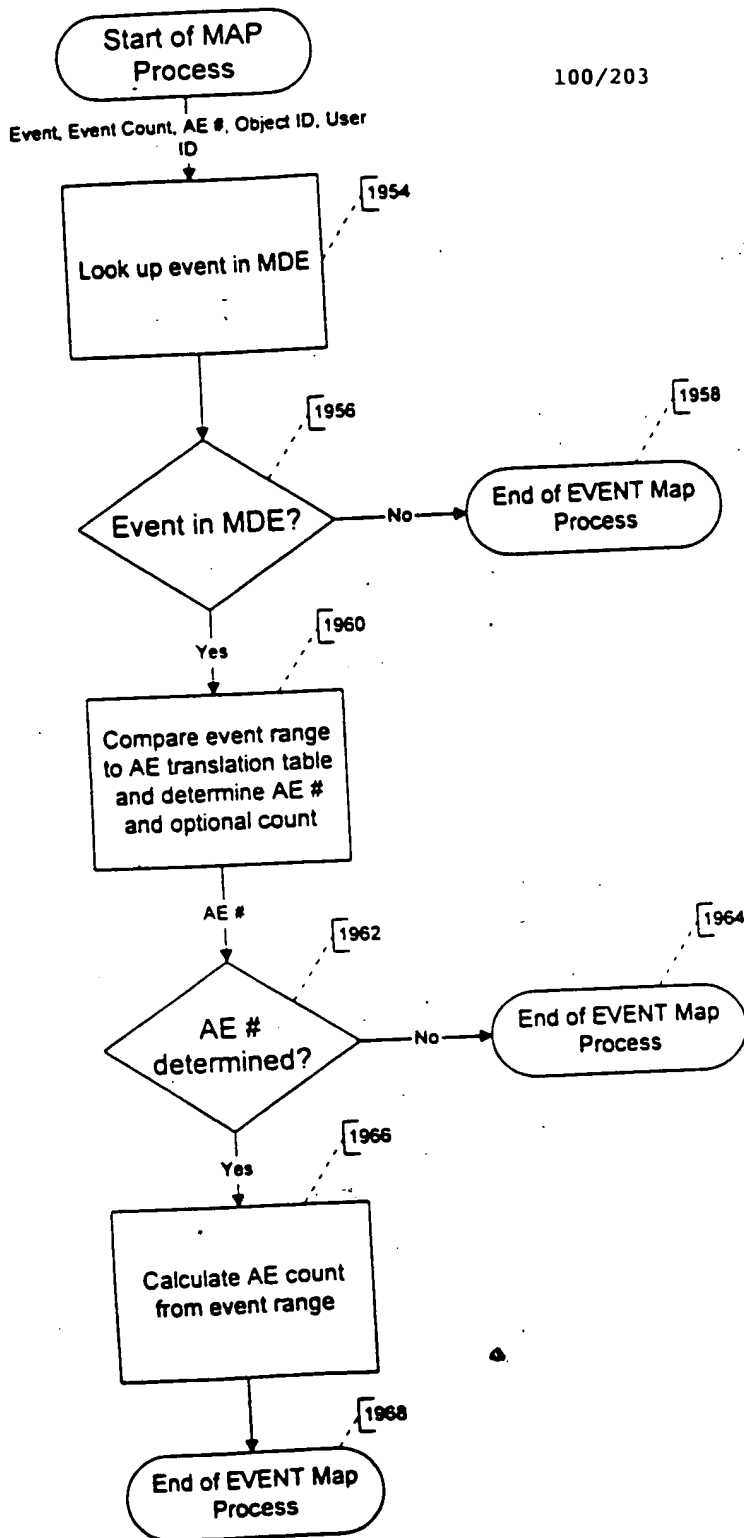 Start of MAP
Process
100/203
Event, Event Count, AE #, Object ID, User
ID
1954
Look up event in MDE
1956
1958
Event in MDE?
No
End of EVENT Map
Process
Yes
1960
Compare event range
to AE translation table
and determine AE #
and optional count
AE #
1962
1964
AE #
determined?
No
End of EVENT Map
Process
Yes
1966
Calculate AE count
from event range
1968
End of EVENT Map
Process